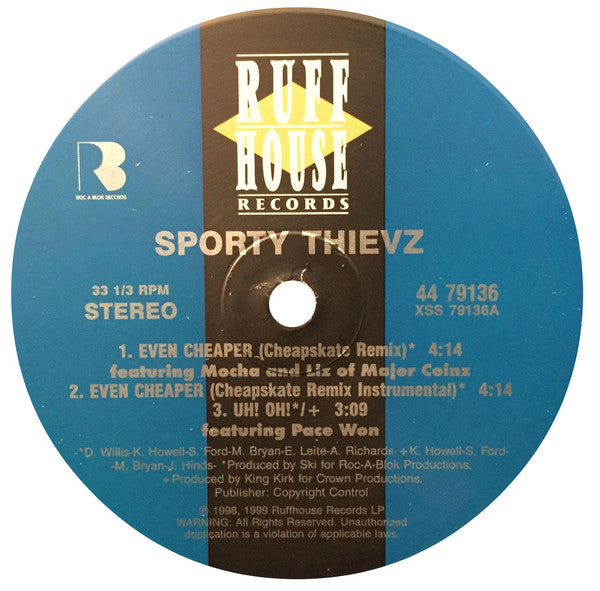 RUFF
HOUSE
RECORDS
RB
ROC A BLOK RECORDS
SPORTY THIEVZ
33 1/3 RPM
STEREO
44 79136
XSS 79136A
1. EVEN CHEAPER (Cheapskate Remix)* 4:14
featuring Mocha and Liz of Major Coinz
2. EVEN CHEAPER (Cheapskate Remix Instrumental)* 4:14
3. UH! OH!*/+ 3:09
featuring Pace Won
-*D. Willis-K. Howell-S. Ford-M. Bryan-E. Leite-A. Richards- +K. Howell-S. Ford-
-M. Bryan-J. Hinds- *Produced by Ski for Roc-A-Blok Productions.
+Produced by King Kirk for Crown Productions.
Publisher: Copyright Control
℗ 1998, 1999 Ruffhouse Records LP
WARNING: All Rights Reserved. Unauthorized
duplication is a violation of applicable laws.